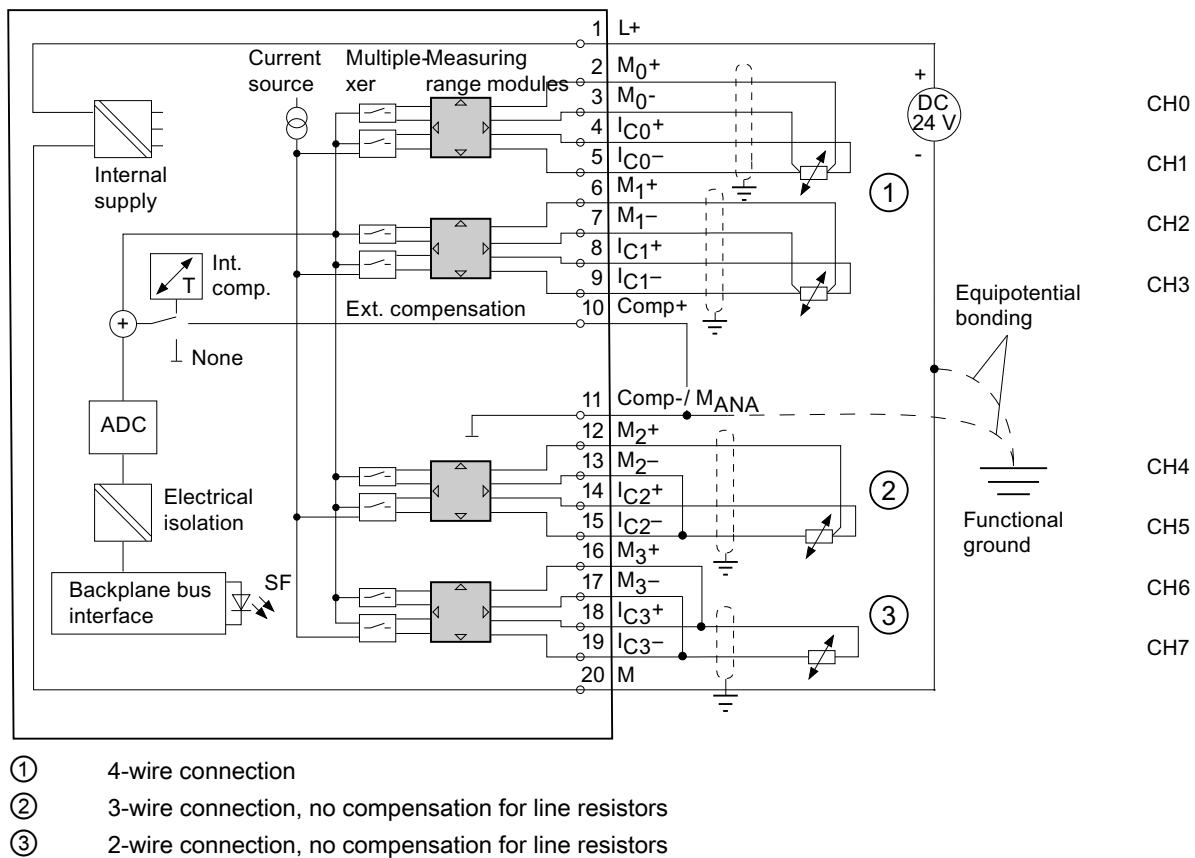 1 L+
Current source
Multiple-xer
Measuring range modules
2 M0+
3 M0-
4 IC0+
5 IC0-
6 M1+
7 M1-
8 IC1+
9 IC1-
10 Comp+
+
DC 24 V
-
CH0
CH1
CH2
CH3
1
Internal supply
T
Int. comp.
Ext. compensation
+
None
Equipotential bonding
11 Comp-/ MANA
12 M2+
13 M2-
14 IC2+
15 IC2-
16 M3+
17 M3-
18 IC3+
19 IC3-
20 M
ADC
Electrical isolation
Backplane bus interface
SF
2
3
Functional ground
CH4
CH5
CH6
CH7
1 4-wire connection
2 3-wire connection, no compensation for line resistors
3 2-wire connection, no compensation for line resistors